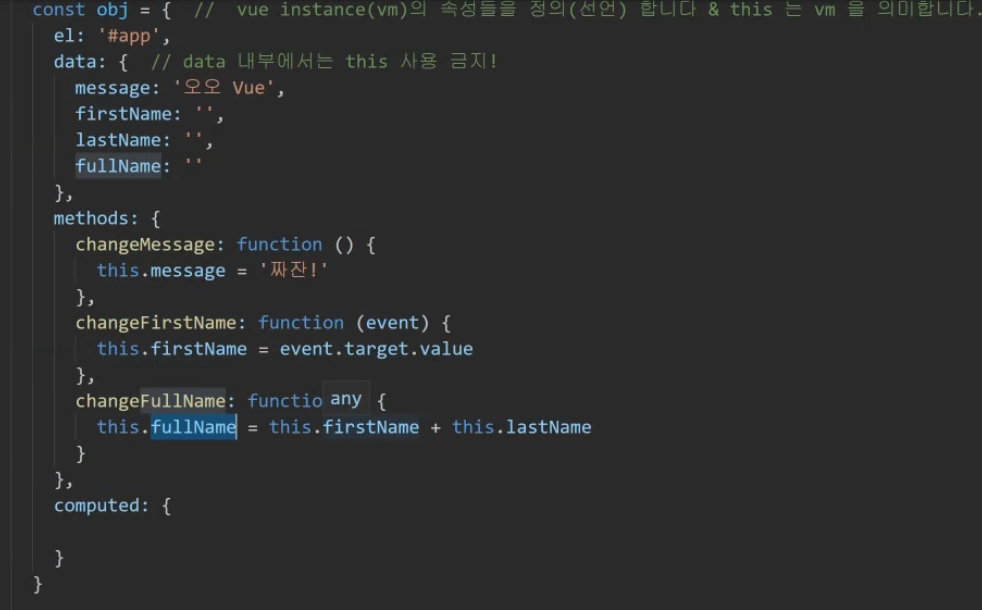 const obj = {  //  vue instance(vm)의 속성들을 정의(선언) 합니다 & this 는 vm 을 의미합니다.
el: '#app',
data: {  // data 내부에서는 this 사용 금지!
message: '오오 Vue',
firstName: '',
lastName: '',
fullName: ''
},
methods: {
changeMessage: function () {
this.message = '짜잔!'
},
changeFirstName: function (event) {
this.firstName = event.target.value
},
changeFullName: functio any {
this.fullName = this.firstName + this.lastName
}
},
computed: {
}
}